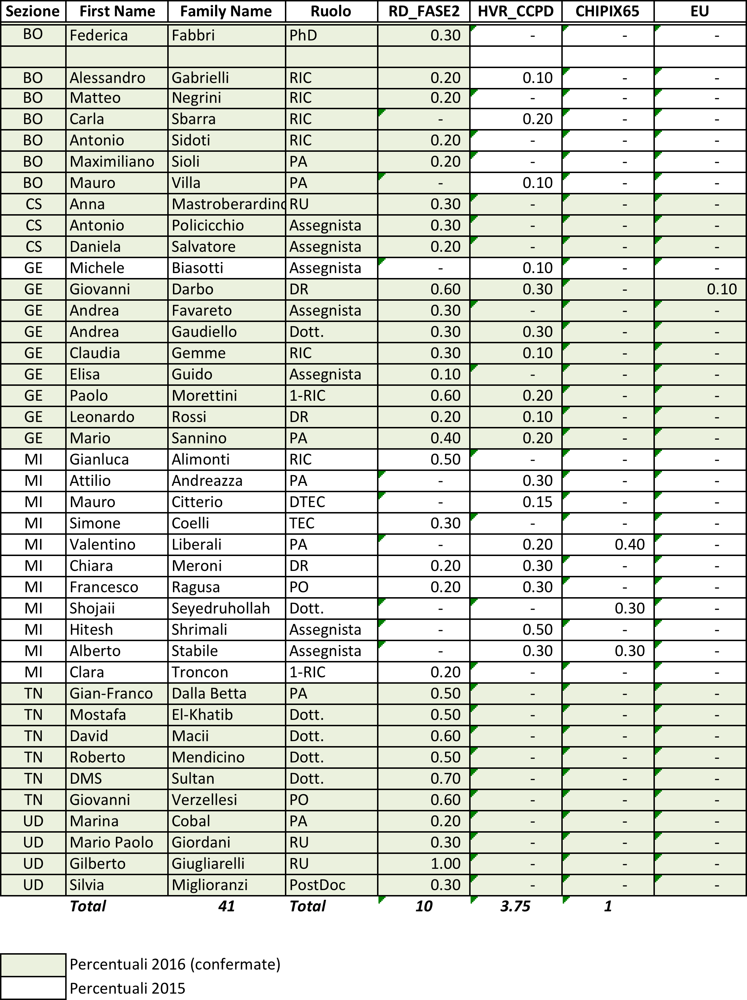 Sezione First Name Family Name Ruolo RD_FASE2 HVR_CCPD CHIPIX65 EU
BO Federica Fabbri PhD 0.30 - - -
BO Alessandro Gabrielli RIC 0.20 0.10 - -
BO Matteo Negrini RIC 0.20 - - -
BO Carla Sbarra RIC - 0.20 - -
BO Antonio Sidoti RIC 0.20 - - -
BO Maximiliano Sioli PA 0.20 - - -
BO Mauro Villa PA - 0.10 - -
CS Anna Mastroberardino RU 0.30 - - -
CS Antonio Policicchio Assegnista 0.30 - - -
CS Daniela Salvatore Assegnista 0.20 - - -
GE Michele Biasotti Assegnista - 0.10 - -
GE Giovanni Darbo DR 0.60 0.30 - 0.10
GE Andrea Favareto Assegnista 0.30 - - -
GE Andrea Gaudiello Dott. 0.30 0.30 - -
GE Claudia Gemme RIC 0.30 0.10 - -
GE Elisa Guido Assegnista 0.10 - - -
GE Paolo Morettini 1-RIC 0.60 0.20 - -
GE Leonardo Rossi DR 0.20 0.10 - -
GE Mario Sannino PA 0.40 0.20 - -
MI Gianluca Alimonti RIC 0.50 - - -
MI Attilio Andreazza PA - 0.30 - -
MI Mauro Citterio DTEC - 0.15 - -
MI Simone Coelli TEC 0.30 - - -
MI Valentino Liberali PA - 0.20 0.40 -
MI Chiara Meroni DR 0.20 0.30 - -
MI Francesco Ragusa PO 0.20 0.30 - -
MI Shojaii Seyedruhollah Dott. - - 0.30 -
MI Hitesh Shrimali Assegnista - 0.50 - -
MI Alberto Stabile Assegnista - 0.30 0.30 -
MI Clara Troncon 1-RIC 0.20 - - -
TN Gian-Franco Dalla Betta PA 0.50 - - -
TN Mostafa El-Khatib Dott. 0.50 - - -
TN David Macii Dott. 0.60 - - -
TN Roberto Mendicino Dott. 0.50 - - -
TN DMS Sultan Dott. 0.70 - - -
TN Giovanni Verzellesi PO 0.60 - - -
UD Marina Cobal PA 0.20 - - -
UD Mario Paolo Giordani RU 0.30 - - -
UD Gilberto Giugliarelli RU 1.00 - - -
UD Silvia Miglioranzi PostDoc 0.30 - - -
Total 41 Total 10 3.75 1
Percentuali 2016 (confermate)
Percentuali 2015